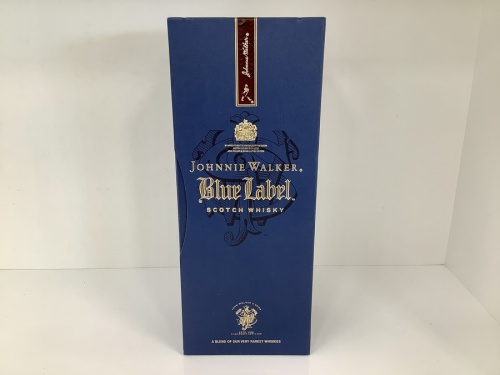 Johnnie Walker®
JOHNNIE WALKER®
Blue Label
SCOTCH WHISKY
A BLEND OF OUR VERY RAREST WHISKIES